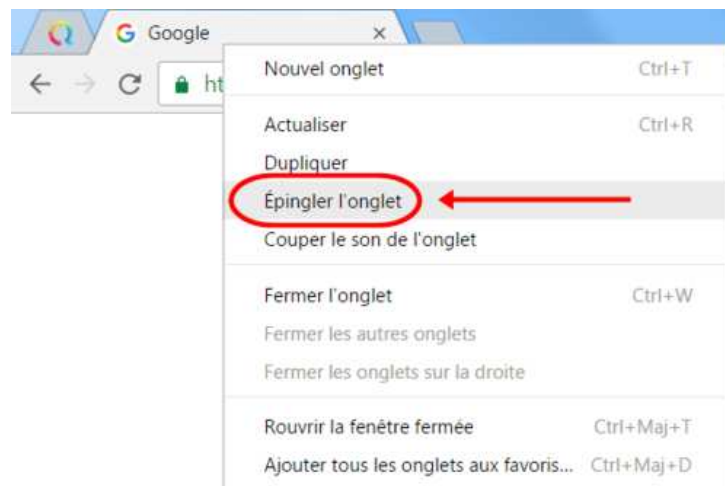 Google
ht
Nouvel onglet Ctrl+T
Actualiser Ctrl+R
Dupliquer
Épingler l'onglet
Couper le son de l'onglet
Fermer l'onglet Ctrl+W
Fermer les autres onglets
Fermer les onglets sur la droite
Rouvrir la fenêtre fermée Ctrl+Maj+T
Ajouter tous les onglets aux favoris... Ctrl+Maj+D